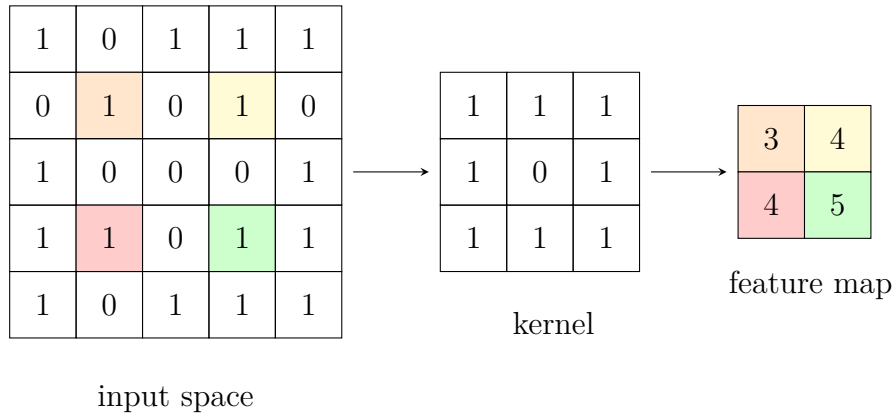 1 0 1 1 1
0 1 0 1 0
1 0 0 0 1
1 1 0 1 1
1 0 1 1 1
input space
1 1 1
1 0 1
1 1 1
kernel
3 4
4 5
feature map